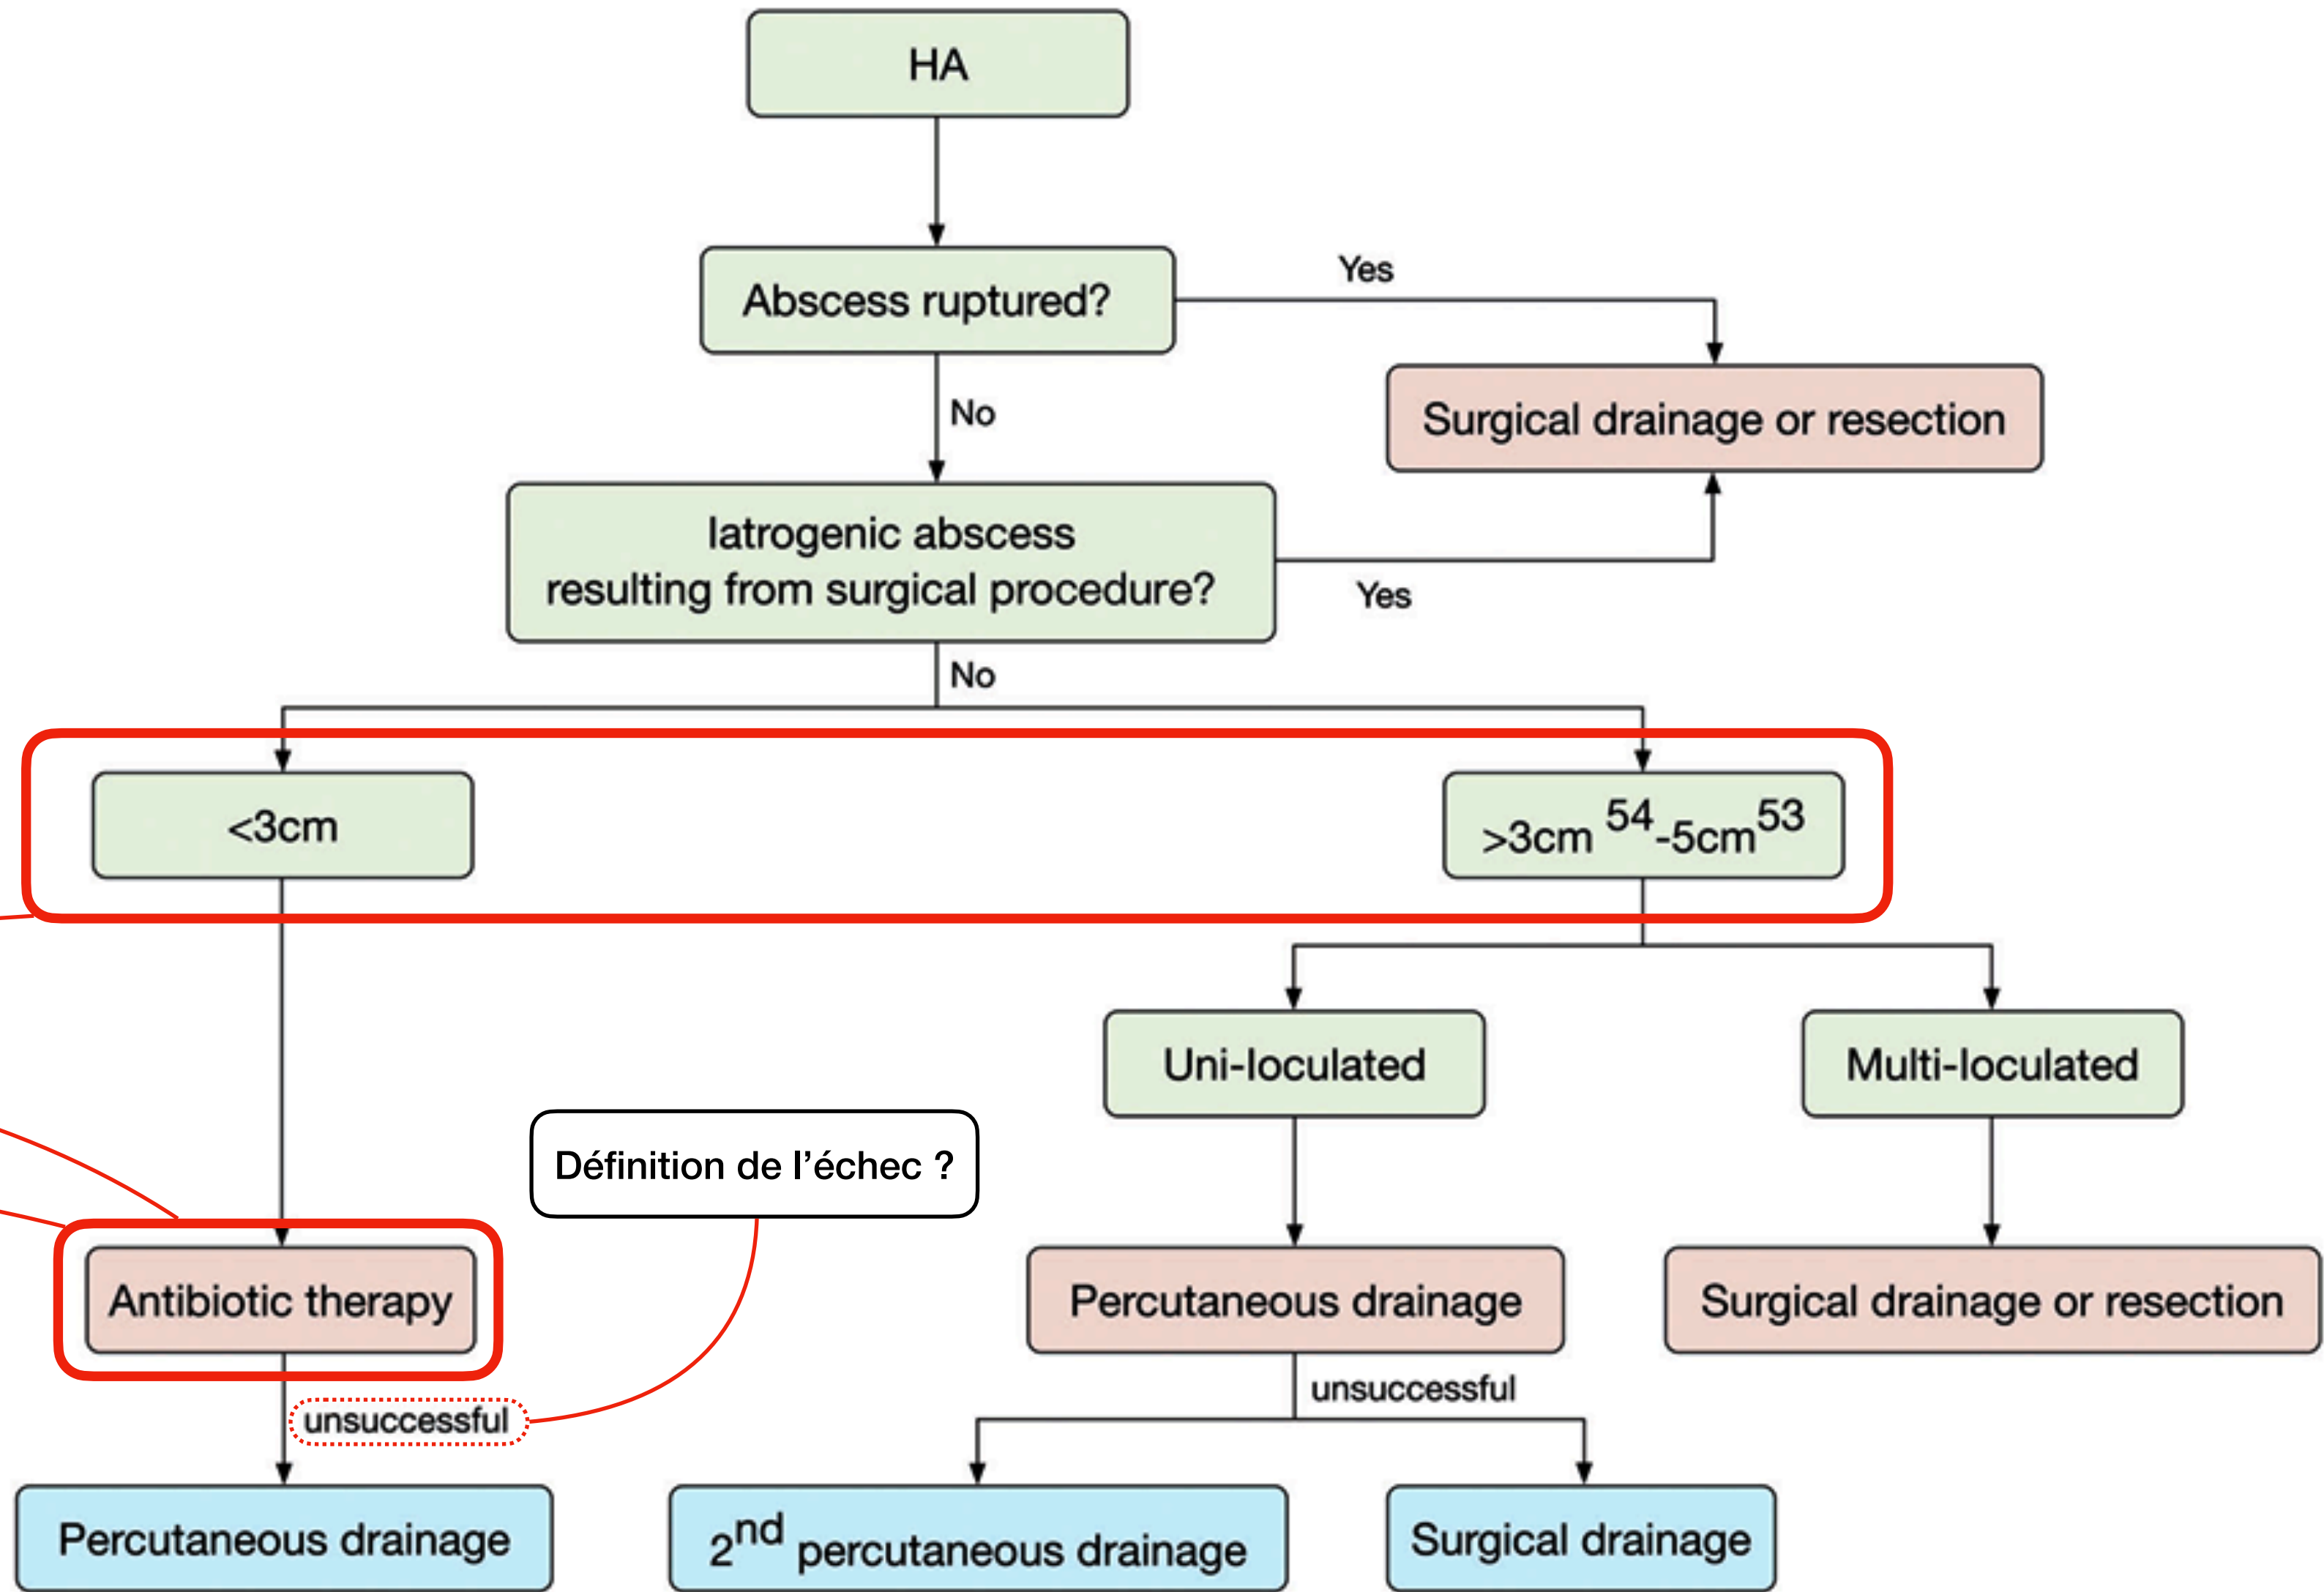 HA
Abscess ruptured?
Yes
No
Surgical drainage or resection
Iatrogenic abscess
resulting from surgical procedure?
Yes
No
<3cm
>3cm 54-5cm53
Uni-loculated
Multi-loculated
Définition de l’échec ?
Antibiotic therapy
Percutaneous drainage
Surgical drainage or resection
unsuccessful
unsuccessful
Percutaneous drainage
2nd percutaneous drainage
Surgical drainage